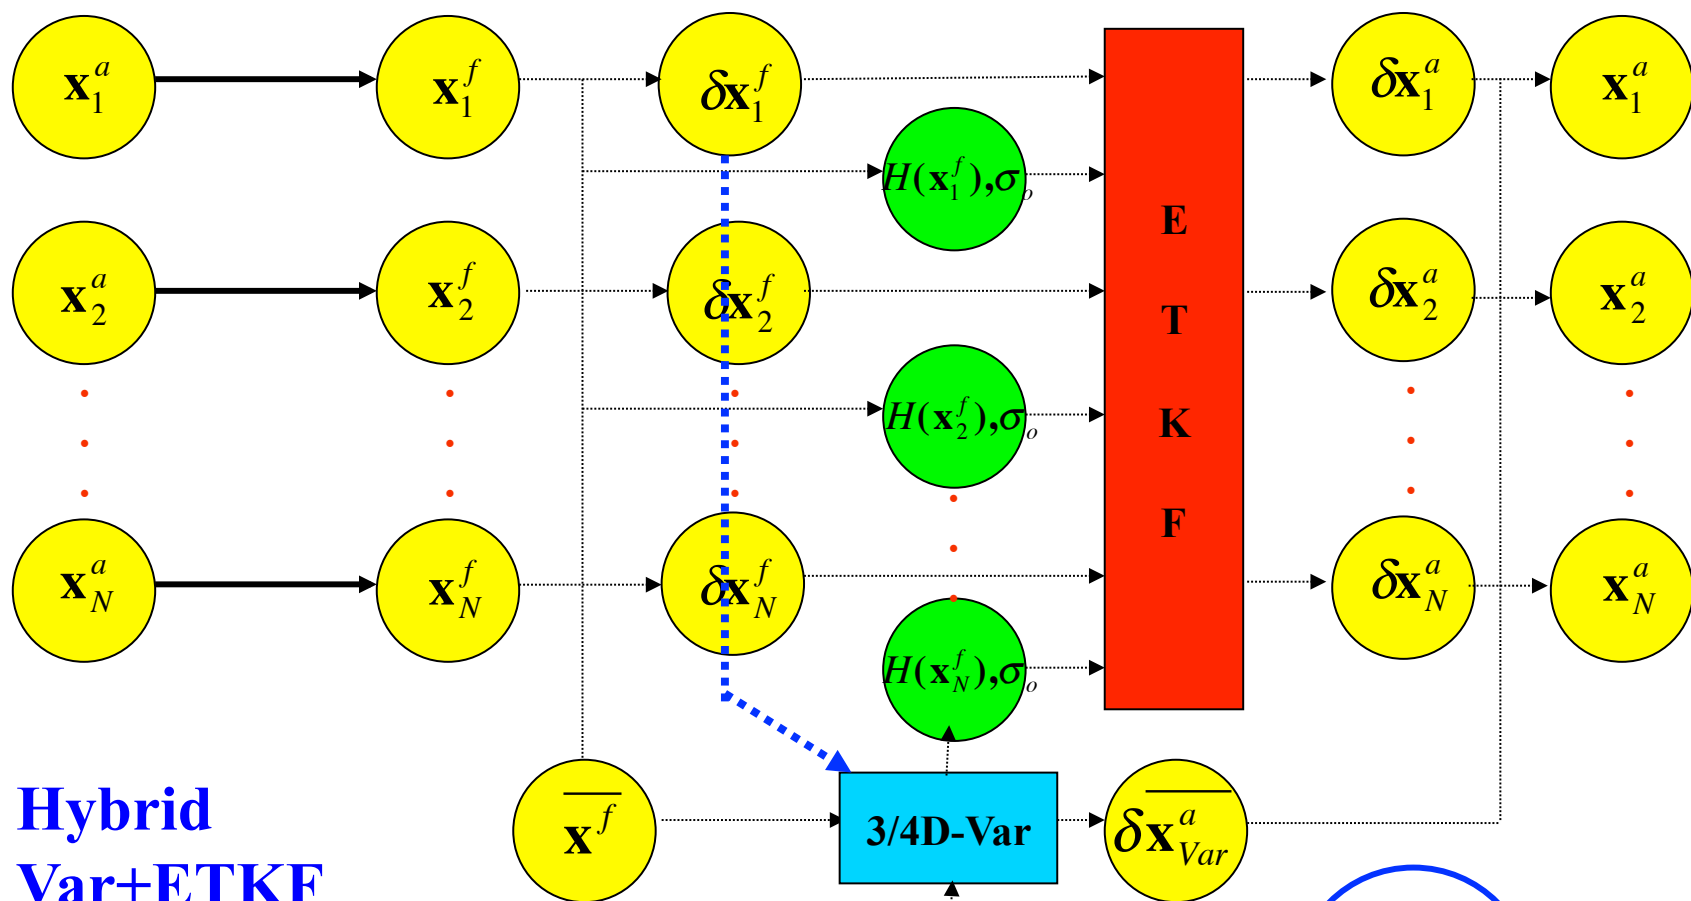 x₁ᵃ x₁ᶠ δx₁ᶠ δx₁ᵃ x₁ᵃ
H(x₁ᶠ),σₒ
E
x₂ᵃ x₂ᶠ δx₂ᶠ δx₂ᵃ x₂ᵃ
T
H(x₂ᶠ),σₒ
K
F
x_Nᵃ x_Nᶠ δx_Nᶠ δx_Nᵃ x_Nᵃ
H(x_Nᶠ),σₒ
Hybrid
Var+ETKF
x̅ᶠ 3/4D-Var δx̅ᵃ_Var